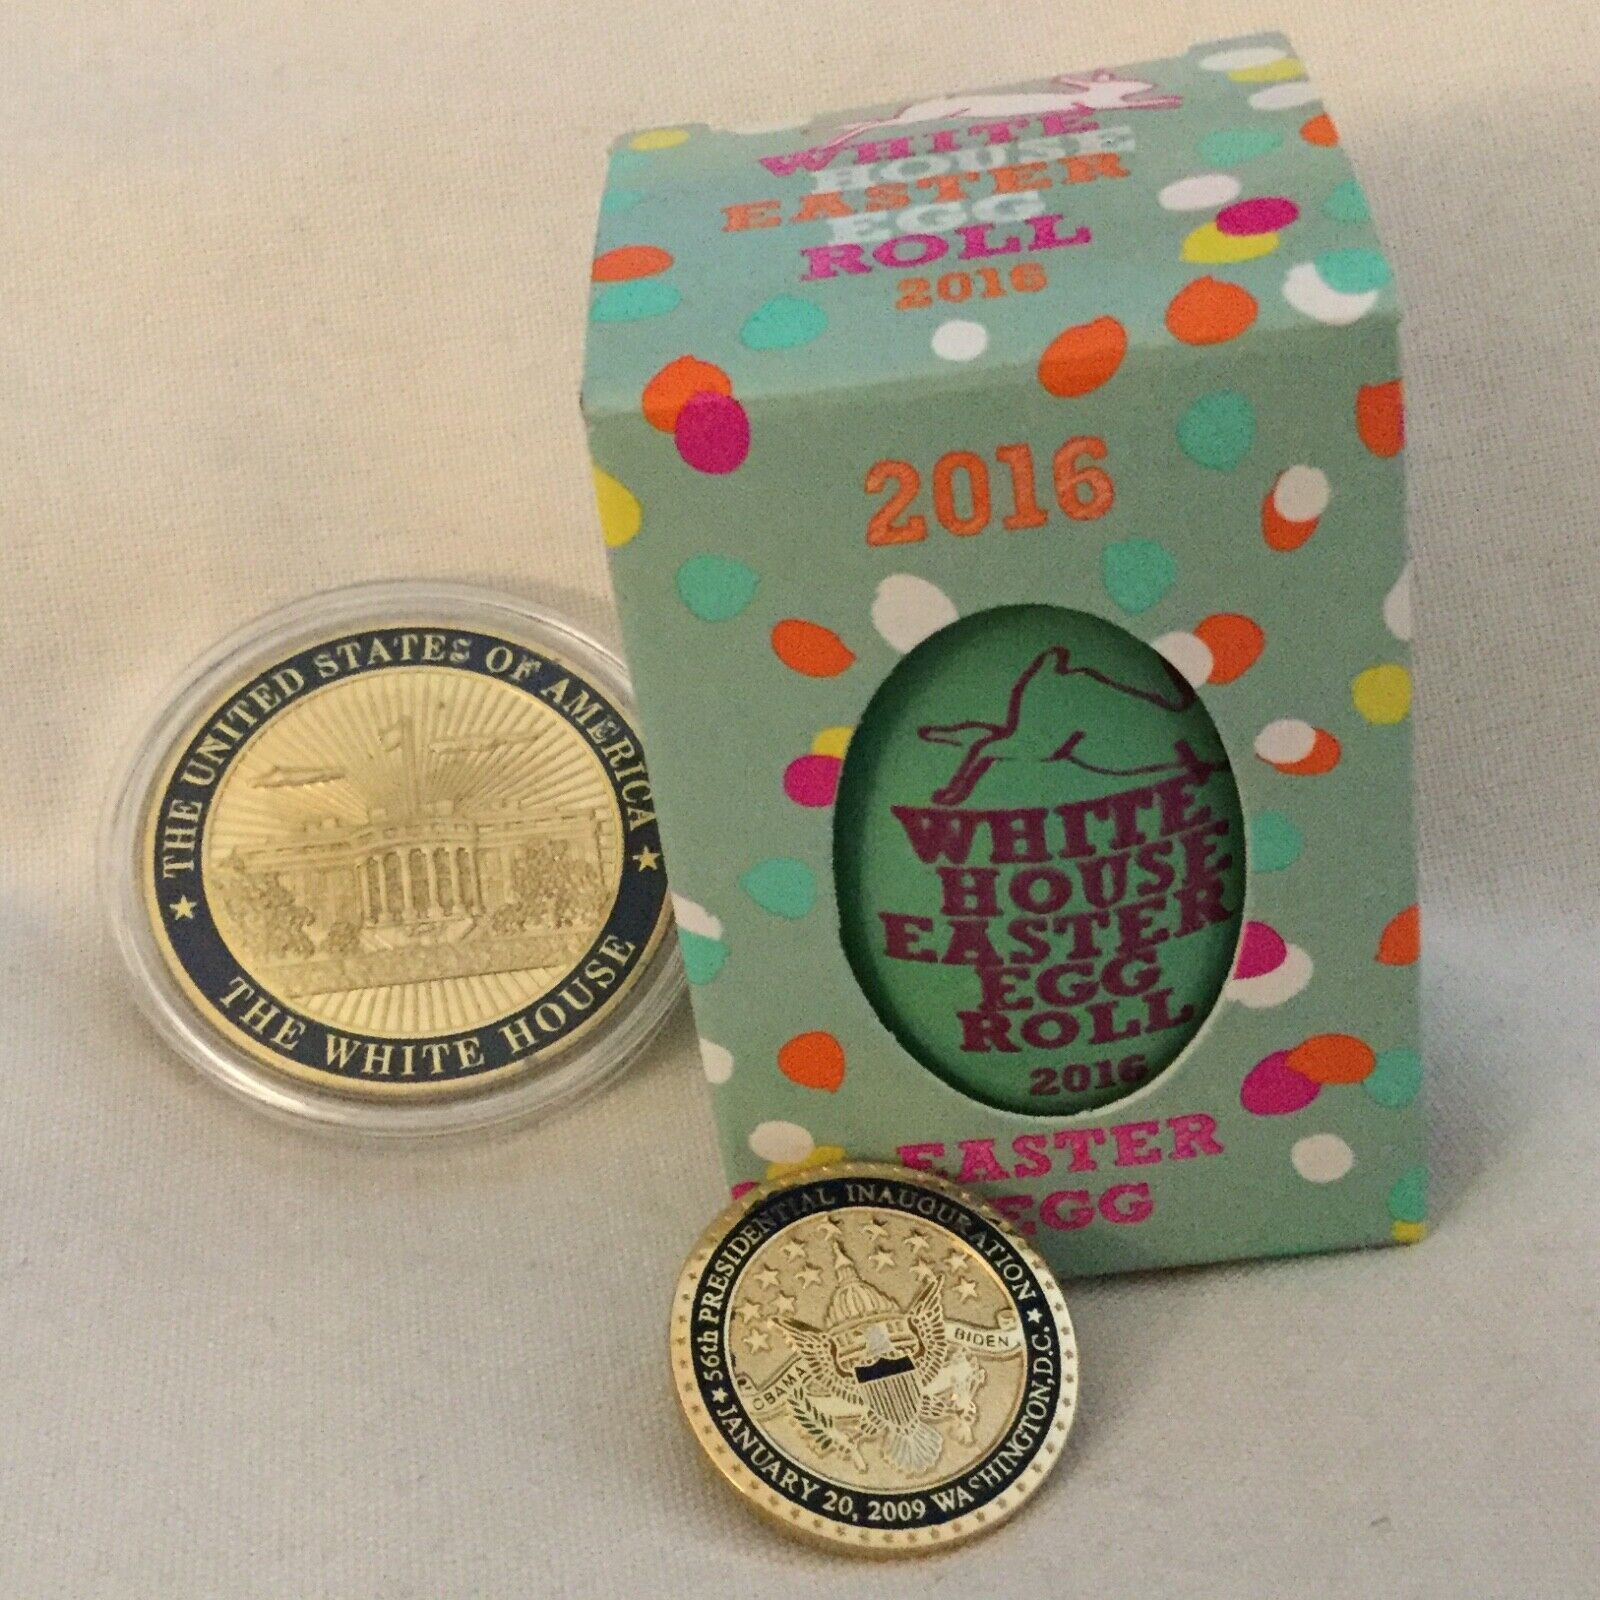 WHITE
HOUSE
EASTER
EGG
ROLL
2016
2016
WHITE
HOUSE
EASTER
EGG
ROLL
2016
EASTER
EGG
THE UNITED STATES OF AMERICA
THE WHITE HOUSE
56th PRESIDENTIAL INAUGURATION
OBAMA
BIDEN
JANUARY 20, 2009 WASHINGTON, D.C.